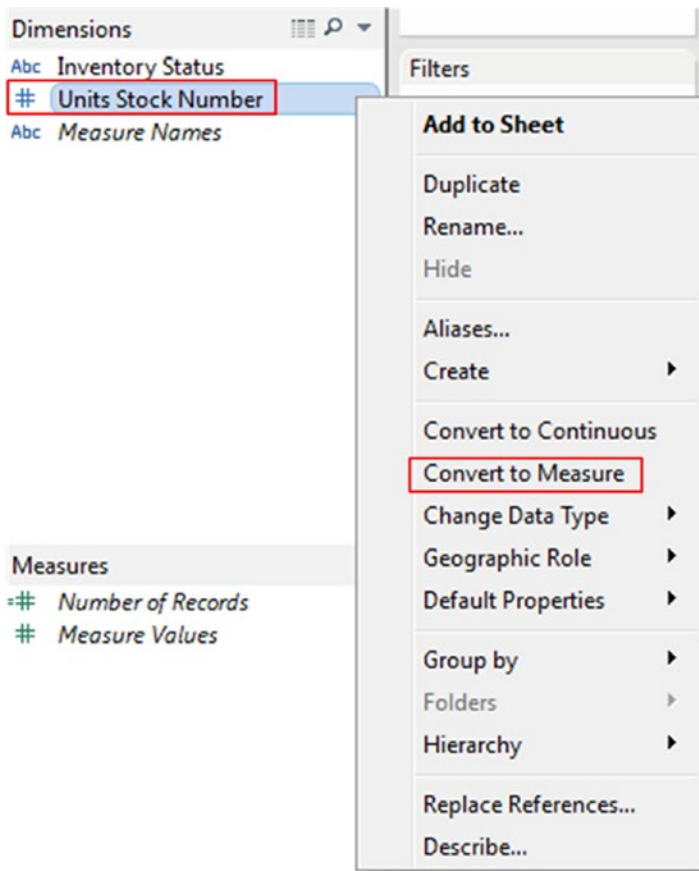 Dimensions
Abc Inventory Status
# Units Stock Number
Abc Measure Names
Measures
=# Number of Records
# Measure Values
Filters
Add to Sheet
Duplicate
Rename...
Hide
Aliases...
Create
Convert to Continuous
Convert to Measure
Change Data Type
Geographic Role
Default Properties
Group by
Folders
Hierarchy
Replace References...
Describe...